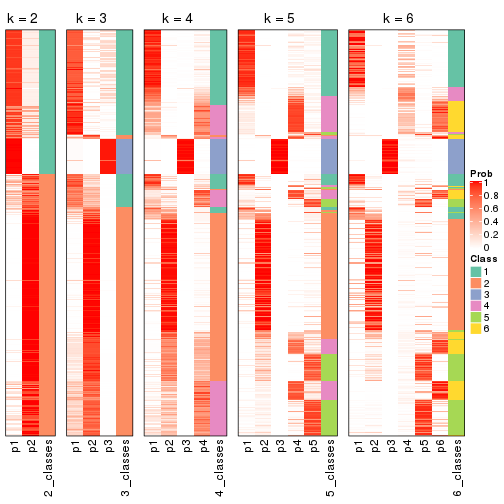 k = 2
k = 3
k = 4
k = 5
k = 6
Prob
1
0.8
0.6
0.4
0.2
0
Class
1
2
3
4
5
6
p1
p2
2_classes
p1
p2
p3
3_classes
p1
p2
p3
p4
4_classes
p1
p2
p3
p4
p5
5_classes
p1
p2
p3
p4
p5
p6
6_classes